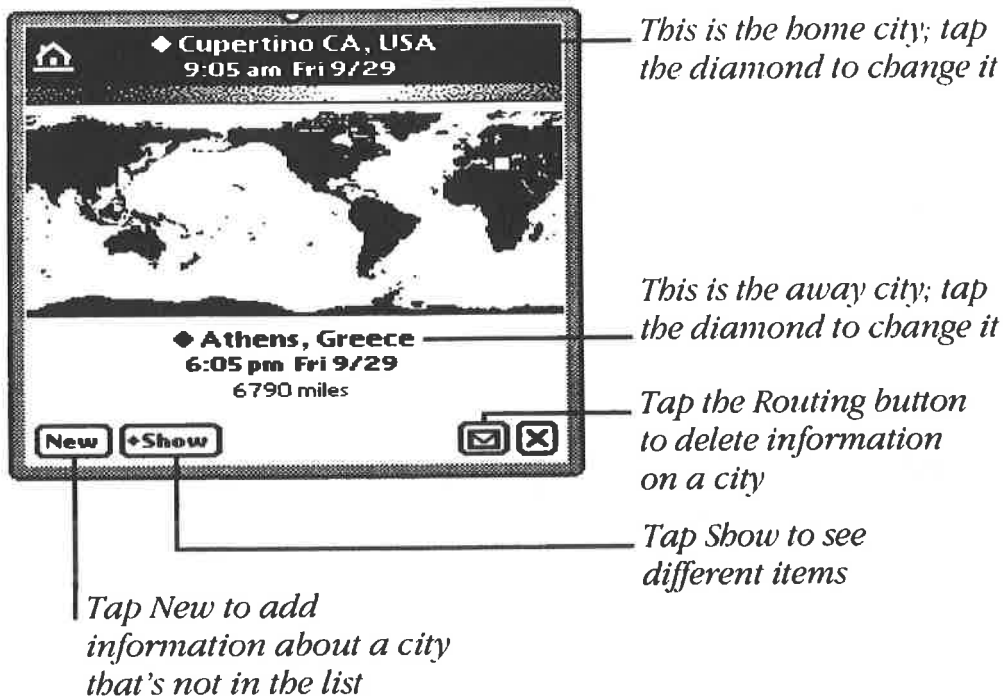 ◆ Cupertino CA, USA
9:05 am Fri 9/29
This is the home city; tap
the diamond to change it
This is the away city; tap
the diamond to change it
◆ Athens, Greece
6:05 pm Fri 9/29
6790 miles
Tap the Routing button
to delete information
on a city
New
◆Show
Tap Show to see
different items
Tap New to add
information about a city
that's not in the list